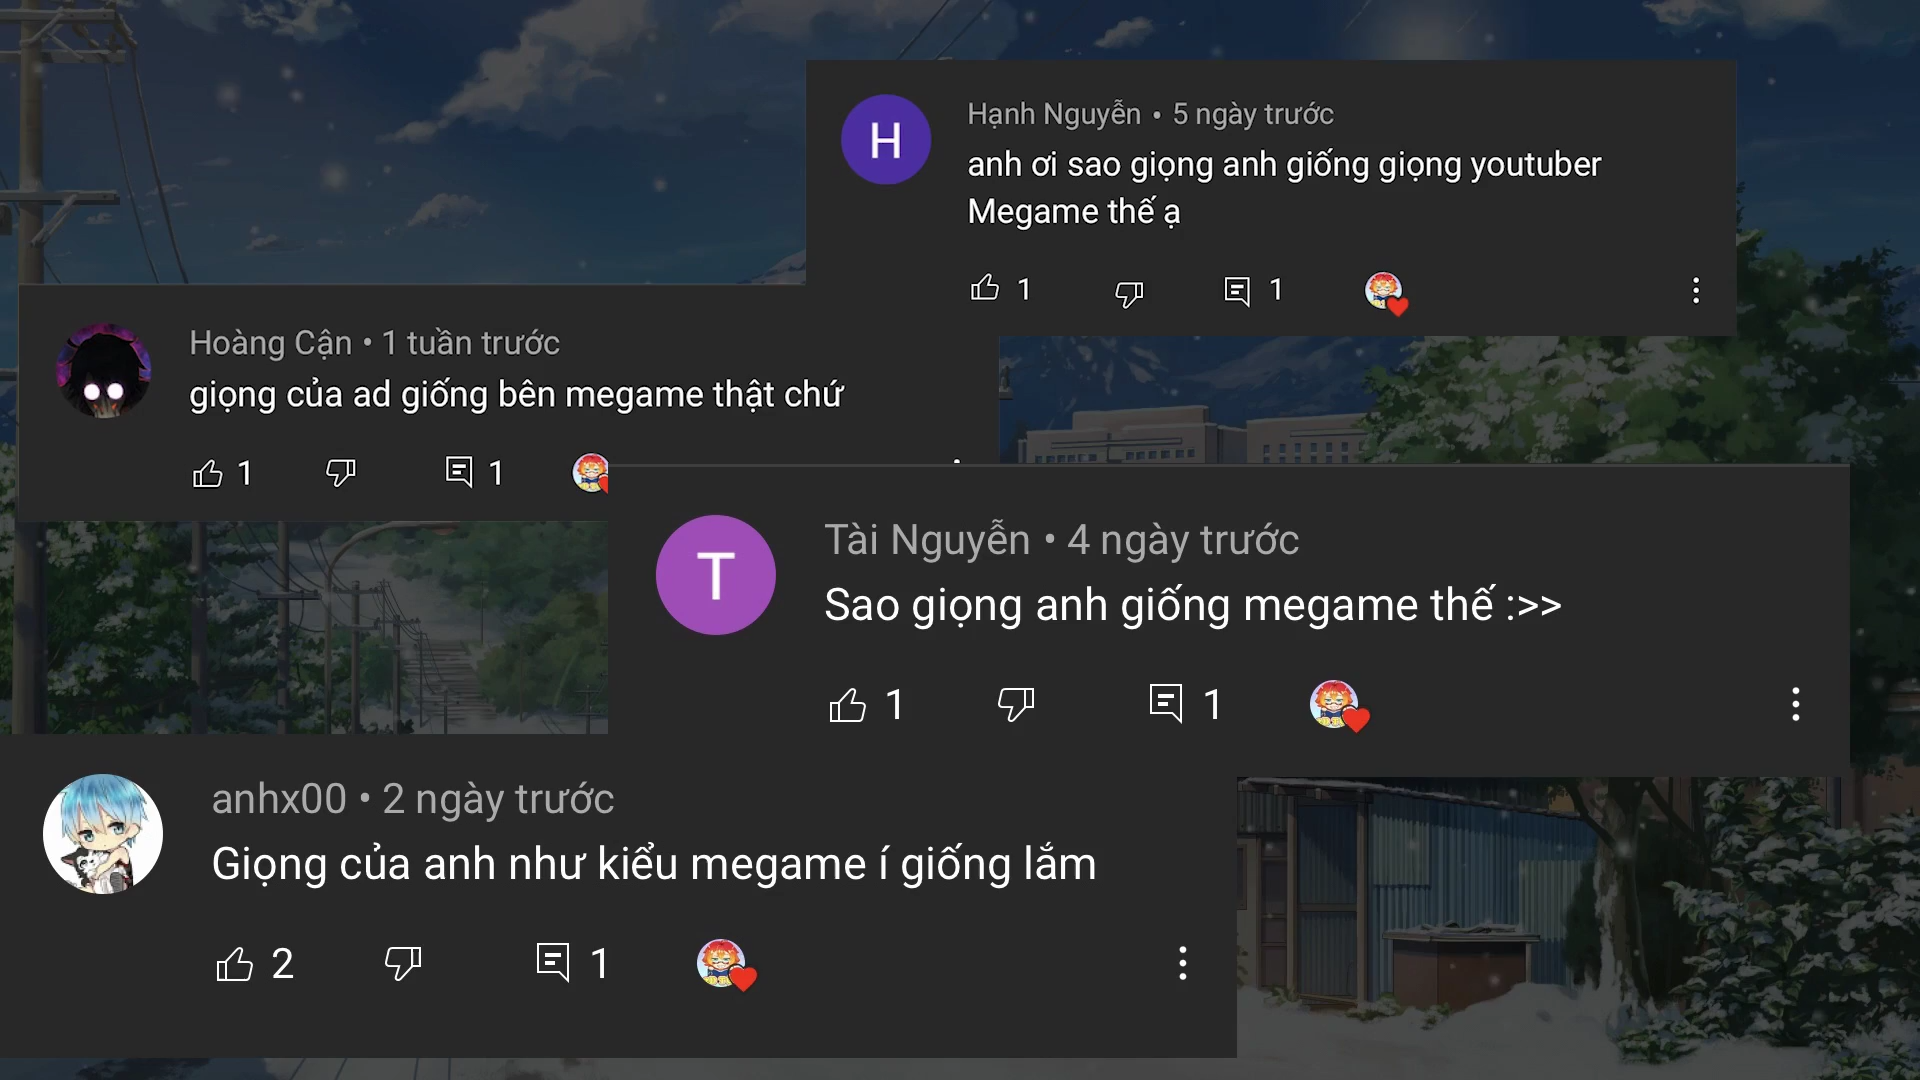 H
Hạnh Nguyễn • 5 ngày trước
anh ơi sao giọng anh giống giọng youtuber
Megame thế ạ
1 1
Hoàng Cận • 1 tuần trước
giọng của ad giống bên megame thật chứ
1 1
T
Tài Nguyễn • 4 ngày trước
Sao giọng anh giống megame thế :>>
1 1
anhx00 • 2 ngày trước
Giọng của anh như kiểu megame í giống lắm
2 1